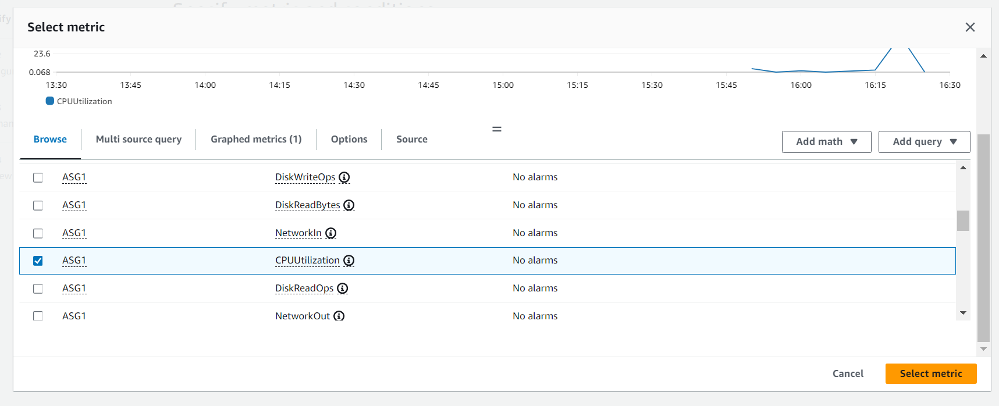 Select metric
23.6
0.068
13:30 13:45 14:00 14:15 14:30 14:45 15:00 15:15 15:30 15:45 16:00 16:15 16:30
CPUUtilization
Browse Multi source query Graphed metrics (1) Options Source Add math Add query
ASG1 DiskWriteOps No alarms
ASG1 DiskReadBytes No alarms
ASG1 NetworkIn No alarms
ASG1 CPUUtilization No alarms
ASG1 DiskReadOps No alarms
ASG1 NetworkOut No alarms
Cancel Select metric